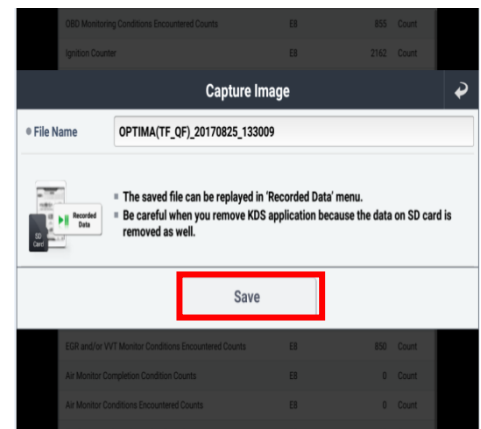 OBD Monitoring Conditions Encountered Counts EB 855 Count
Ignition Counter EB 2162 Count
Capture Image
File Name OPTIMA(TF_QF)_20170825_133009
The saved file can be replayed in 'Recorded Data' menu.
Be careful when you remove KDS application because the data on SD card is
removed as well.
SD
Card
Recorded
Data
Save
EGR and/or VVT Monitor Conditions Encountered Counts EB 850 Count
Air Monitor Completion Condition Counts EB 0 Count
Air Monitor Conditions Encountered Counts EB 0 Count